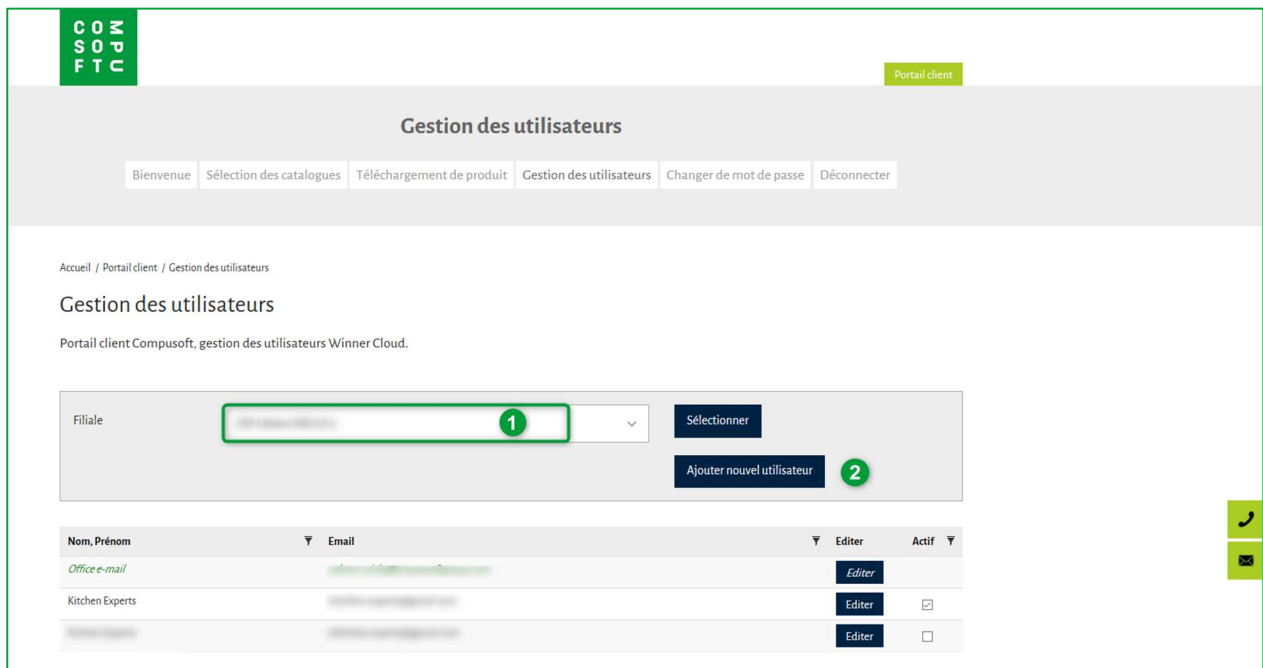 COM
SOP
FTU
Portail client
Gestion des utilisateurs
Bienvenue Sélection des catalogues Téléchargement de produit Gestion des utilisateurs Changer de mot de passe Déconnecter
Accueil / Portail client / Gestion des utilisateurs
Gestion des utilisateurs
Portail client Compusoft, gestion des utilisateurs Winner Cloud.
Filiale 1 Sélectionner
Ajouter nouvel utilisateur 2
Nom, Prénom Email Editer Actif
Office e-mail Editer
Kitchen Experts Editer
Editer